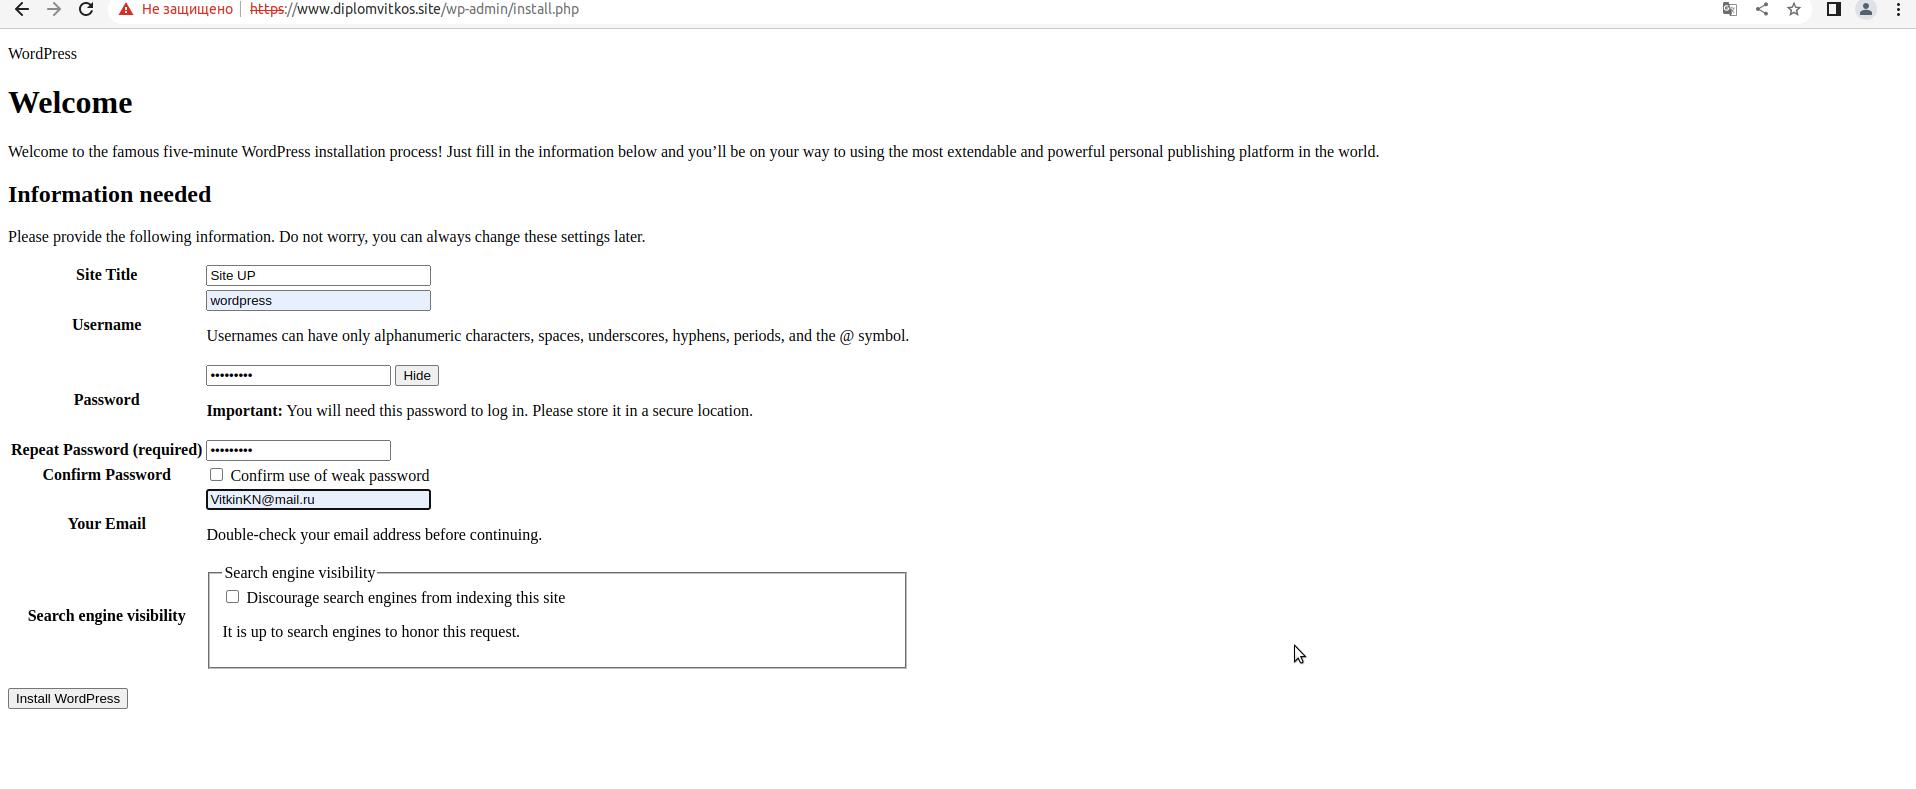 Не защищено https://www.diplomvitkos.site/wp-admin/install.php
WordPress
Welcome
Welcome to the famous five-minute WordPress installation process! Just fill in the information below and you’ll be on your way to using the most extendable and powerful personal publishing platform in the world.
Information needed
Please provide the following information. Do not worry, you can always change these settings later.
Site Title Site UP
wordpress
Username
Usernames can have only alphanumeric characters, spaces, underscores, hyphens, periods, and the @ symbol.
••••••••• Hide
Password
Important: You will need this password to log in. Please store it in a secure location.
Repeat Password (required) •••••••••
Confirm Password Confirm use of weak password
VitkinKN@mail.ru
Your Email
Double-check your email address before continuing.
Search engine visibility
Discourage search engines from indexing this site
Search engine visibility
It is up to search engines to honor this request.
Install WordPress